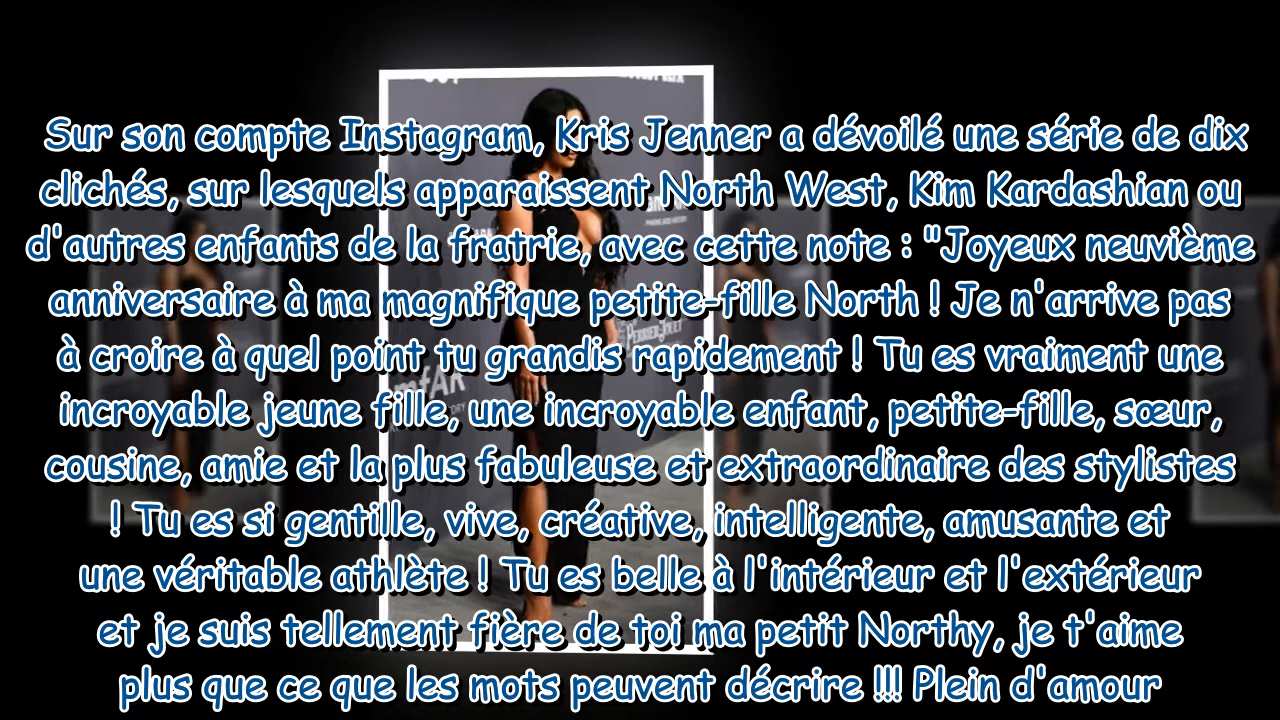 Sur son compte Instagram, Kris Jenner a dévoilé une série de dix
clichés, sur lesquels apparaissent North West, Kim Kardashian ou
d'autres enfants de la fratrie, avec cette note : "Joyeux neuvième
anniversaire à ma magnifique petite-fille North ! Je n'arrive pas
à croire à quel point tu grandis rapidement ! Tu es vraiment une
incroyable jeune fille, une incroyable enfant, petite-fille, sœur,
cousine, amie et la plus fabuleuse et extraordinaire des stylistes
! Tu es si gentille, vive, créative, intelligente, amusante et
une véritable athlète ! Tu es belle à l'intérieur et l'extérieur
et je suis tellement fière de toi ma petit Northy, je t'aime
plus que ce que les mots peuvent décrire !!! Plein d'amour
Perrier-Jouët
amfAR